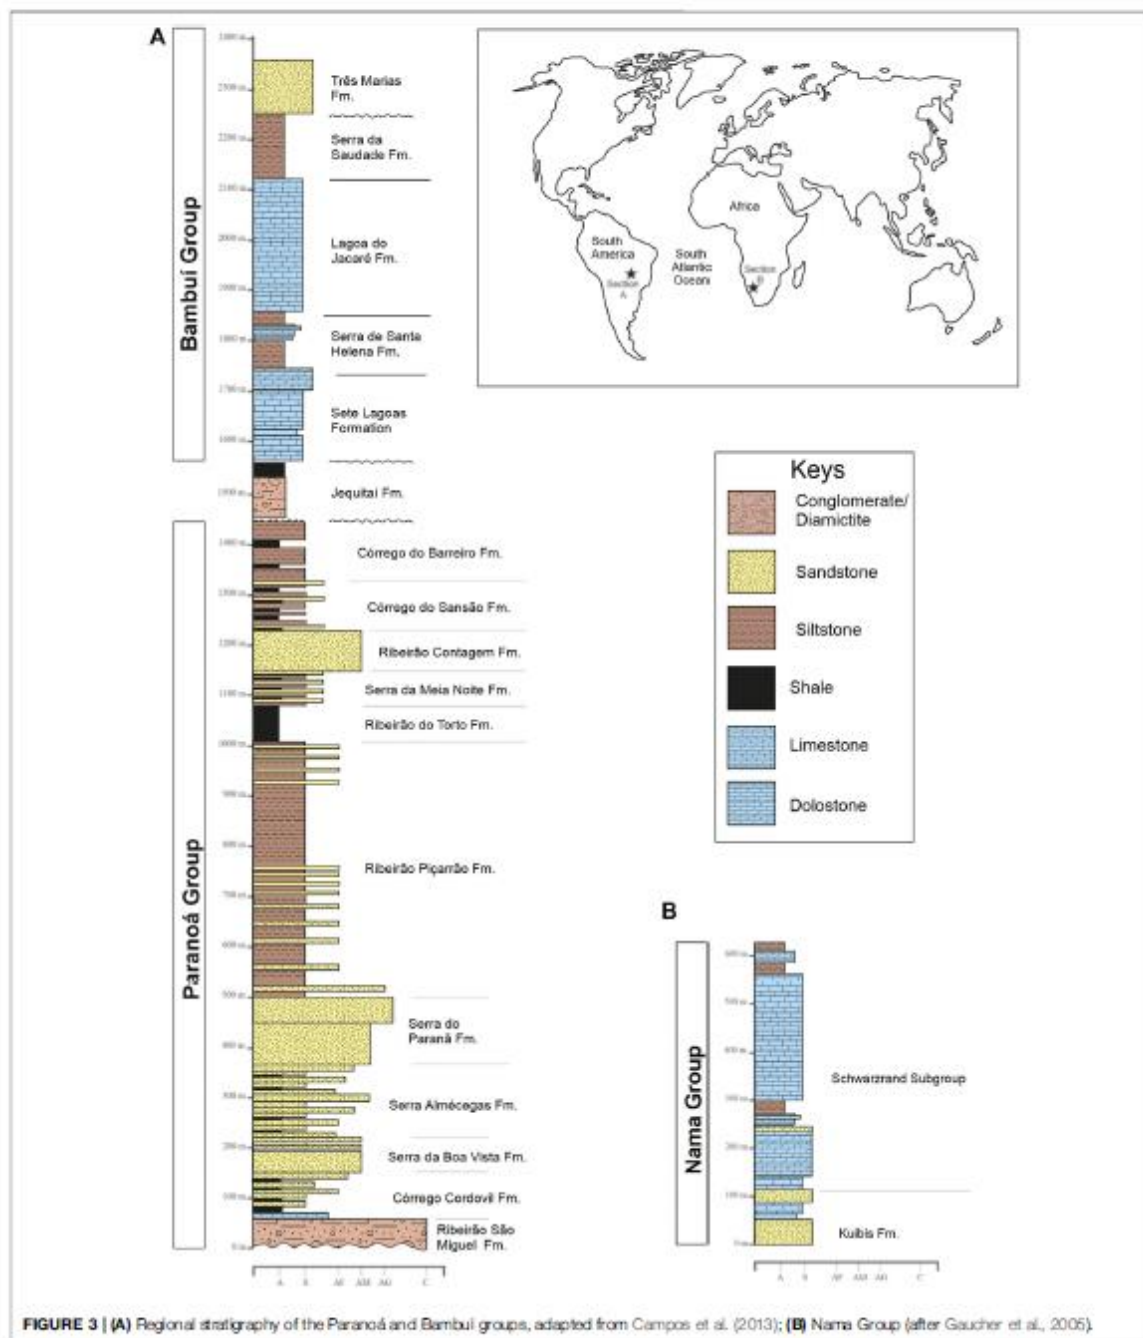 A
Bambuí Group
Paranoá Group
Três Marias
Fm.
Serra da
Saudade Fm.
Lagoa do
Jacaré Fm.
Serra de Santa
Helena Fm.
Sete Lagoas
Formation
Jequitaí Fm.
Córrego do Barreiro Fm.
Córrego do Sansão Fm.
Ribeirão Contagem Fm.
Serra da Meia Noite Fm.
Ribeirão do Torto Fm.
Ribeirão Piçarrão Fm.
Serra do
Paranã Fm.
Serra Almécegas Fm.
Serra da Boa Vista Fm.
Córrego Cordovil Fm.
Ribeirão São
Miguel Fm.
Africa
South
America
Section
A
South
Atlantic
Ocean
Section
B
Keys
Conglomerate/
Diamictite
Sandstone
Siltstone
Shale
Limestone
Dolostone
B
Nama Group
Schwarzrand Subgroup
Kuibis Fm.
FIGURE 3 | (A) Regional stratigraphy of the Paranoá and Bambuí groups, adapted from Campos et al. (2013); (B) Nama Group (after Gaucher et al., 2005).